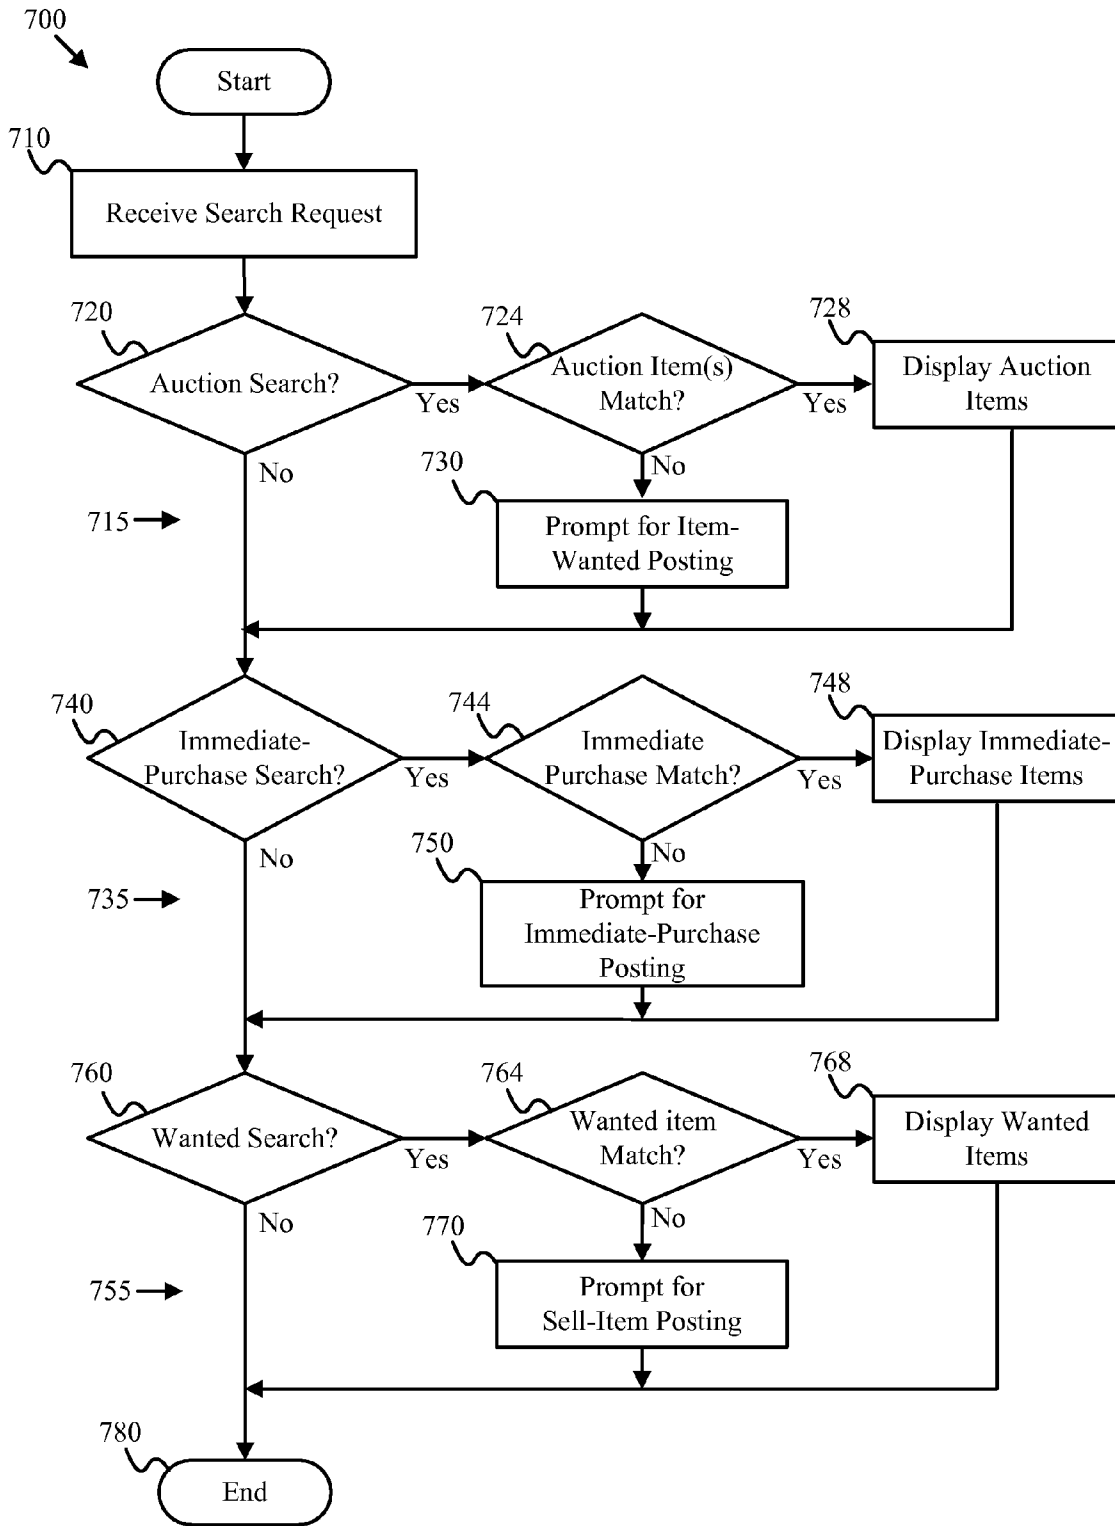 700
Start
710
Receive Search Request
720
Auction Search?
Yes
No
724
Auction Item(s)
Match?
Yes
No
728
Display Auction
Items
730
Prompt for Item-
Wanted Posting
715
740
Immediate-
Purchase Search?
Yes
No
744
Immediate
Purchase Match?
Yes
No
748
Display Immediate-
Purchase Items
750
Prompt for
Immediate-Purchase
Posting
735
760
Wanted Search?
Yes
No
764
Wanted item
Match?
Yes
No
768
Display Wanted
Items
770
Prompt for
Sell-Item Posting
755
780
End